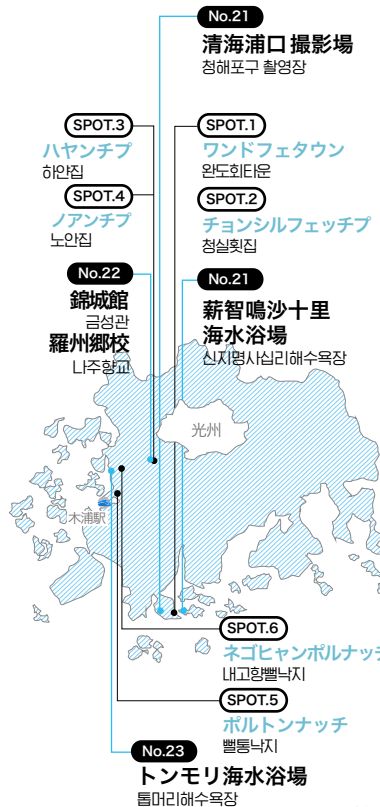 No.21
清海浦口 撮影場
청해포구 촬영장
SPOT.3
ハヤンチプ
하얀집
SPOT.1
ワンドフェタウン
완도회타운
SPOT.4
ノアンチプ
노안집
SPOT.2
チョンシルフェッチプ
청실횟집
No.22
錦城館
금성관
羅州郷校
나주향교
No.21
薪智鳴沙十里
海水浴場
신지명사십리해수욕장
光州
木浦駅
SPOT.6
ネゴヒャンポルナッチ
내고향뻘낙지
SPOT.5
ポルトンナッチ
뻘통낙지
No.23
トンモリ海水浴場
톱머리해수욕장